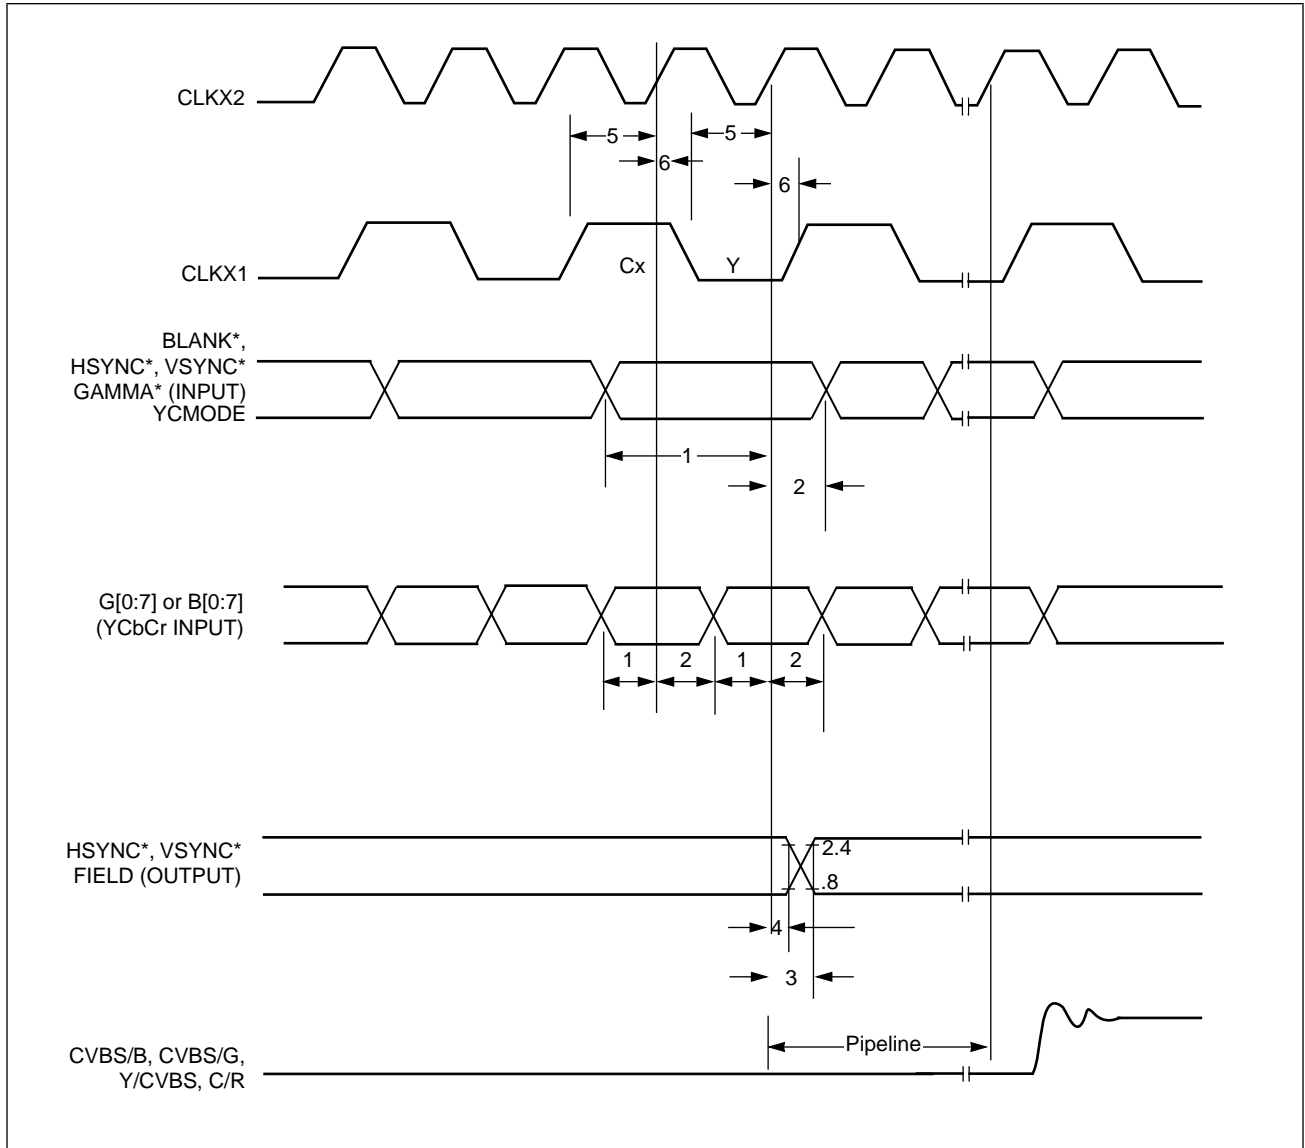 CLKX2
5
5
6
6
CLKX1
Cx
Y
BLANK*,
HSYNC*, VSYNC*
GAMMA* (INPUT)
YCMODE
1
2
G[0:7] or B[0:7]
(YCbCr INPUT)
1
2
1
2
HSYNC*, VSYNC*
FIELD (OUTPUT)
2.4
.8
4
3
Pipeline
CVBS/B, CVBS/G,
Y/CVBS, C/R